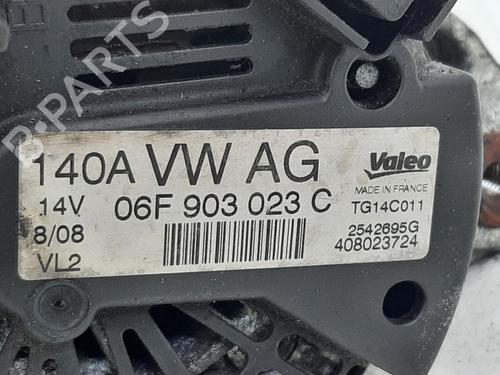 B-PARTS
140A VW AG
Valeo
14V 06F 903 023 C
MADE IN FRANCE
TG14C011
8/08
2542695G
VL2
408023724